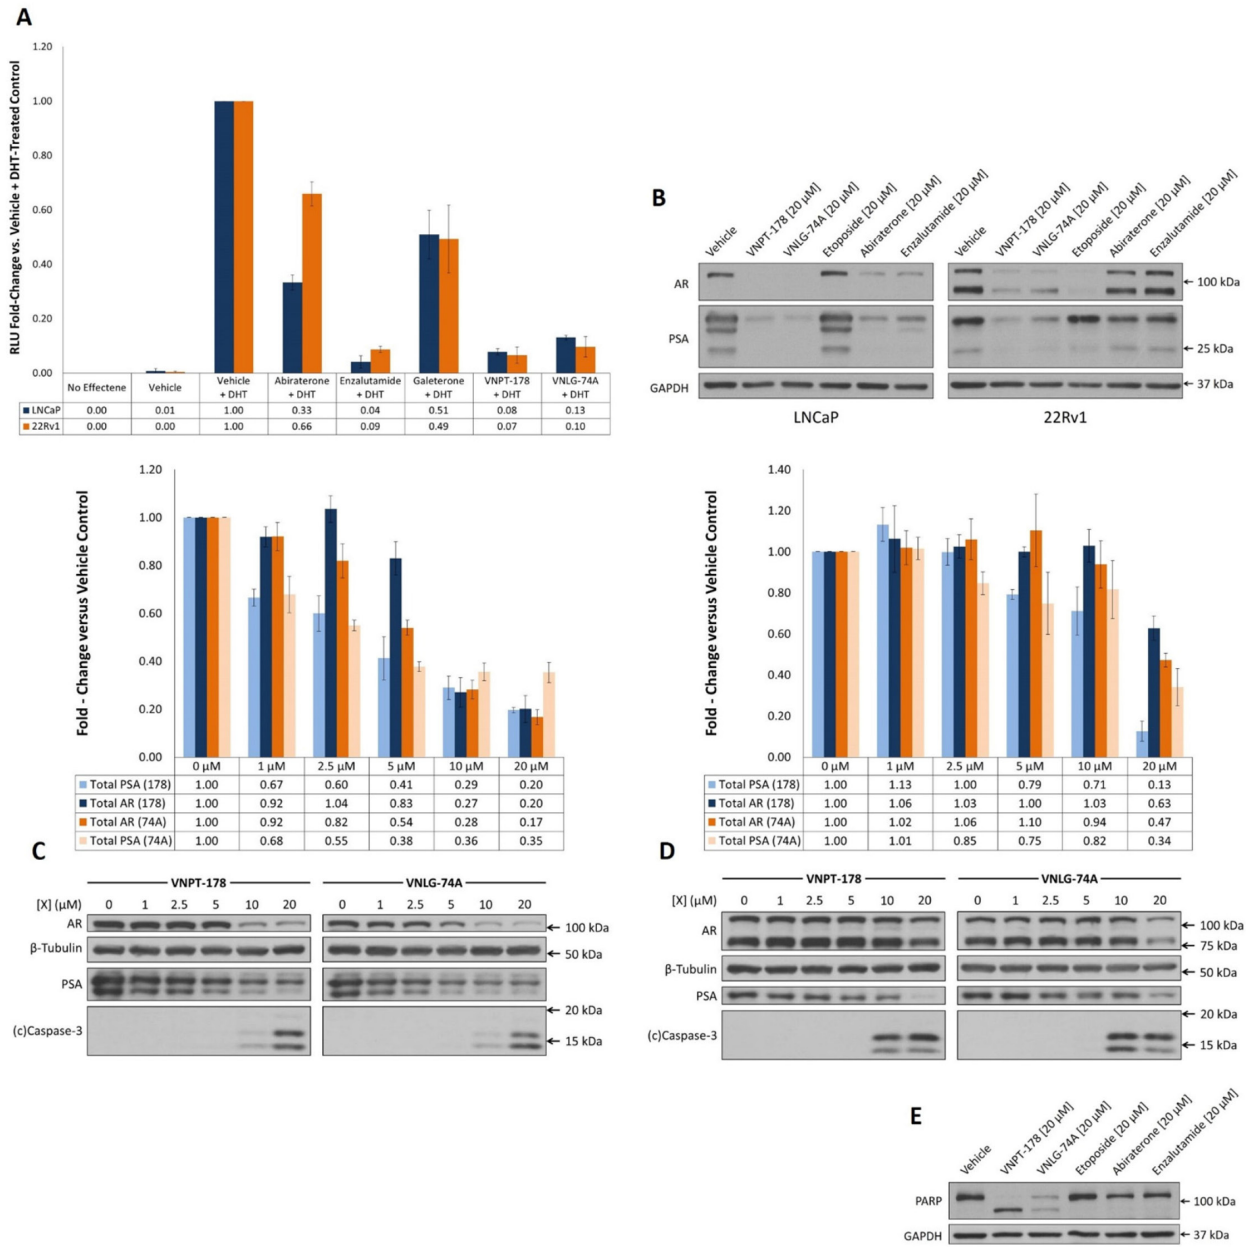 A
RLU Fold-Change vs. Vehicle + DHT-Treated Control
1.20
1.00
0.80
0.60
0.40
0.20
0.00
No Effectene Vehicle Vehicle + DHT Abiraterone + DHT Enzalutamide + DHT Galeterone + DHT VNPT-178 + DHT VNLG-74A + DHT
LNCaP 0.00 0.01 1.00 0.33 0.04 0.51 0.08 0.13
22Rv1 0.00 0.00 1.00 0.66 0.09 0.49 0.07 0.10
B
Vehicle VNPT-178 [20 µM] VNLG-74A [20 µM] Etoposide [20 µM] Abiraterone [20 µM] Enzalutamide [20 µM]
Vehicle VNPT-178 [20 µM] VNLG-74A [20 µM] Etoposide [20 µM] Abiraterone [20 µM] Enzalutamide [20 µM]
AR
← 100 kDa
PSA
← 25 kDa
GAPDH
← 37 kDa
LNCaP 22Rv1
Fold - Change versus Vehicle Control
1.20
1.00
0.80
0.60
0.40
0.20
0.00
0 µM 1 µM 2.5 µM 5 µM 10 µM 20 µM
Total PSA (178) 1.00 0.67 0.60 0.41 0.29 0.20
Total AR (178) 1.00 0.92 1.04 0.83 0.27 0.20
Total AR (74A) 1.00 0.92 0.82 0.54 0.28 0.17
Total PSA (74A) 1.00 0.68 0.55 0.38 0.36 0.35
C
VNPT-178 VNLG-74A
[X] (µM) 0 1 2.5 5 10 20 0 1 2.5 5 10 20
AR
← 100 kDa
β-Tubulin
← 50 kDa
PSA
← 20 kDa
(c)Caspase-3
← 15 kDa
Fold - Change versus Vehicle Control
1.40
1.20
1.00
0.80
0.60
0.40
0.20
0.00
0 µM 1 µM 2.5 µM 5 µM 10 µM 20 µM
Total PSA (178) 1.00 1.13 1.00 0.79 0.71 0.13
Total AR (178) 1.00 1.06 1.03 1.00 1.03 0.63
Total AR (74A) 1.00 1.02 1.06 1.10 0.94 0.47
Total PSA (74A) 1.00 1.01 0.85 0.75 0.82 0.34
D
VNPT-178 VNLG-74A
[X] (µM) 0 1 2.5 5 10 20 0 1 2.5 5 10 20
AR
← 100 kDa
← 75 kDa
β-Tubulin
← 50 kDa
PSA
← 20 kDa
(c)Caspase-3
← 15 kDa
E
Vehicle VNPT-178 [20 µM] VNLG-74A [20 µM] Etoposide [20 µM] Abiraterone [20 µM] Enzalutamide [20 µM]
PARP
← 100 kDa
GAPDH
← 37 kDa